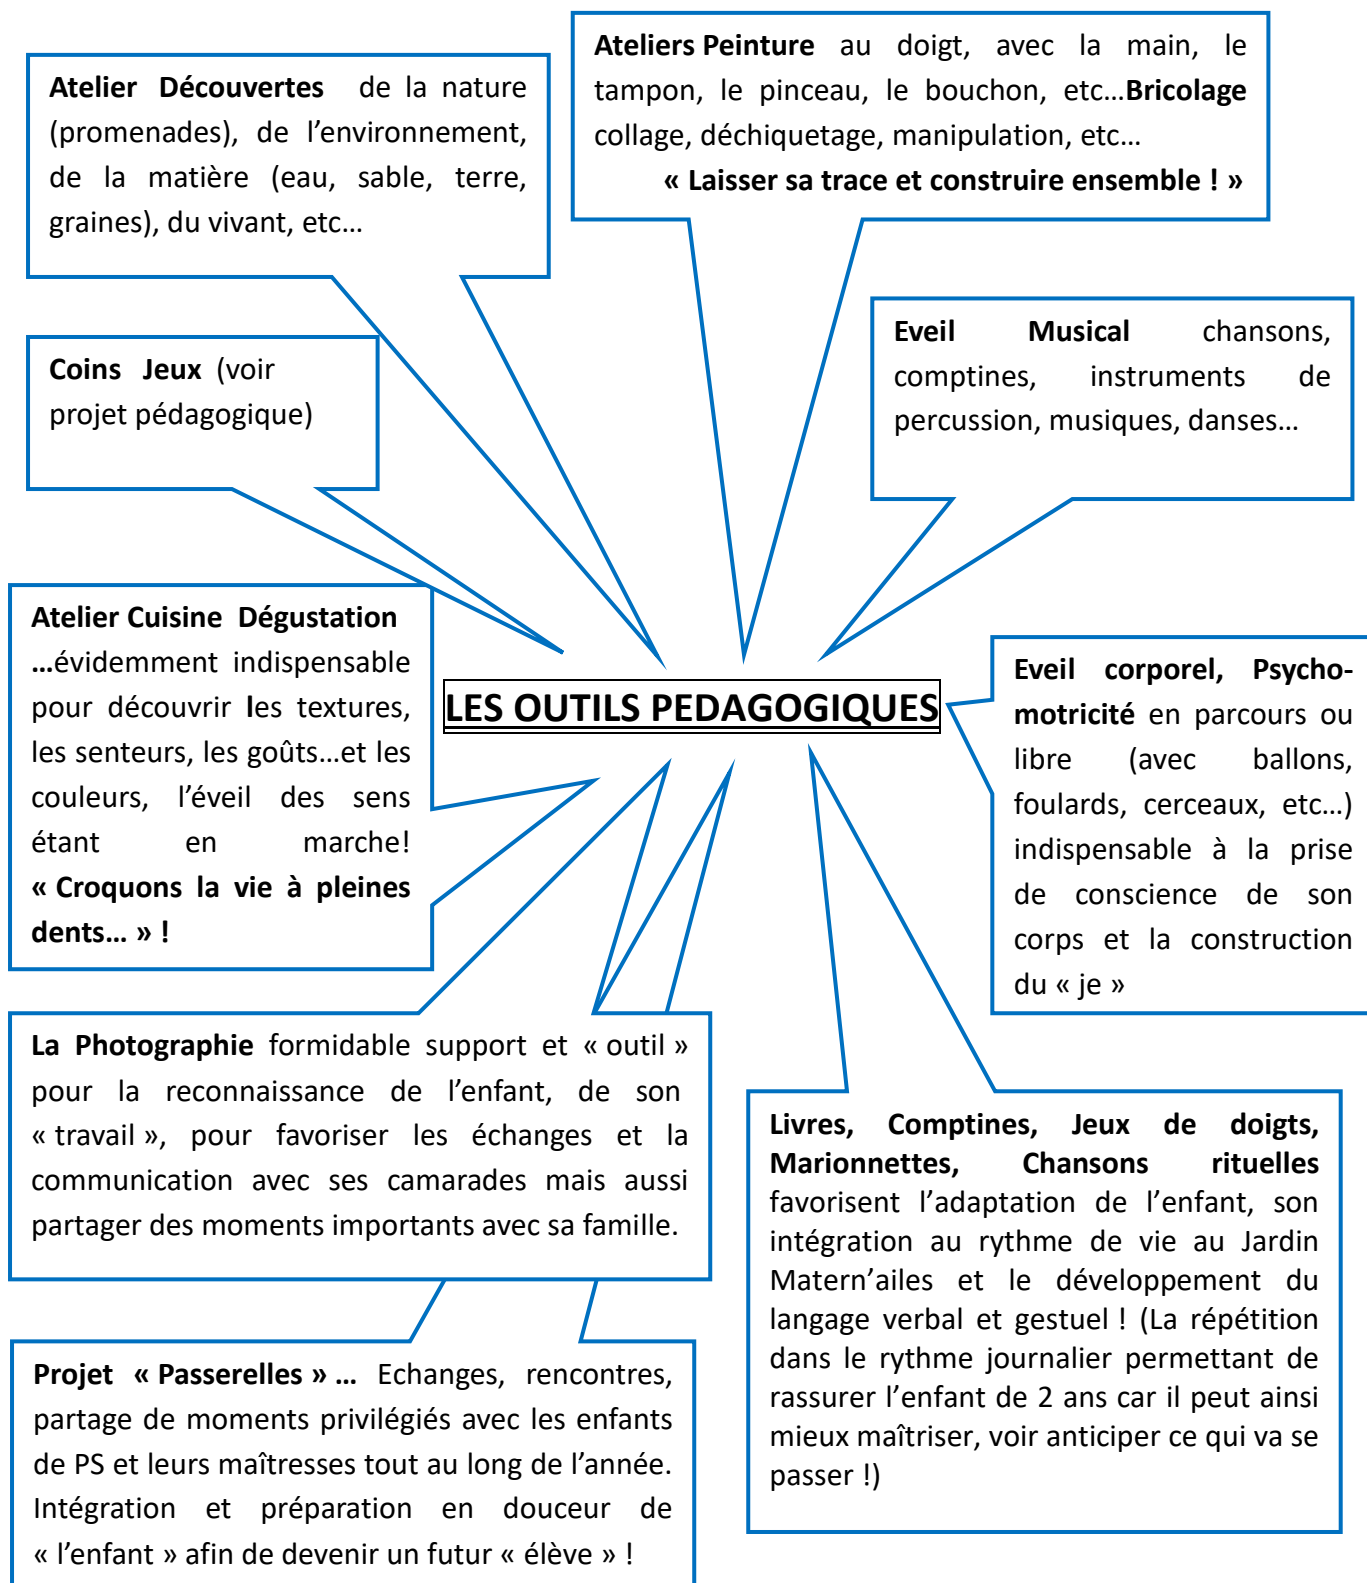 Ateliers Peinture au doigt, avec la main, le
tampon, le pinceau, le bouchon, etc…Bricolage
collage, déchiquetage, manipulation, etc…
« Laisser sa trace et construire ensemble ! »
Atelier Découvertes de la nature
(promenades), de l’environnement,
de la matière (eau, sable, terre,
graines), du vivant, etc…
Eveil Musical chansons,
comptines, instruments de
percussion, musiques, danses…
Coins Jeux (voir
projet pédagogique)
Atelier Cuisine Dégustation
…évidemment indispensable
pour découvrir les textures,
les senteurs, les goûts…et les
couleurs, l’éveil des sens
étant en marche!
« Croquons la vie à pleines
dents… » !
LES OUTILS PEDAGOGIQUES
Eveil corporel, Psycho-
motricité en parcours ou
libre (avec ballons,
foulards, cerceaux, etc…)
indispensable à la prise
de conscience de son
corps et la construction
du « je »
La Photographie formidable support et « outil »
pour la reconnaissance de l’enfant, de son
« travail », pour favoriser les échanges et la
communication avec ses camarades mais aussi
partager des moments importants avec sa famille.
Livres, Comptines, Jeux de doigts,
Marionnettes, Chansons rituelles
favorisent l’adaptation de l’enfant, son
intégration au rythme de vie au Jardin
Matern’ailes et le développement du
langage verbal et gestuel ! (La répétition
dans le rythme journalier permettant de
rassurer l’enfant de 2 ans car il peut ainsi
mieux maîtriser, voir anticiper ce qui va se
passer !)
Projet « Passerelles » … Echanges, rencontres,
partage de moments privilégiés avec les enfants
de PS et leurs maîtresses tout au long de l’année.
Intégration et préparation en douceur de
« l’enfant » afin de devenir un futur « élève » !